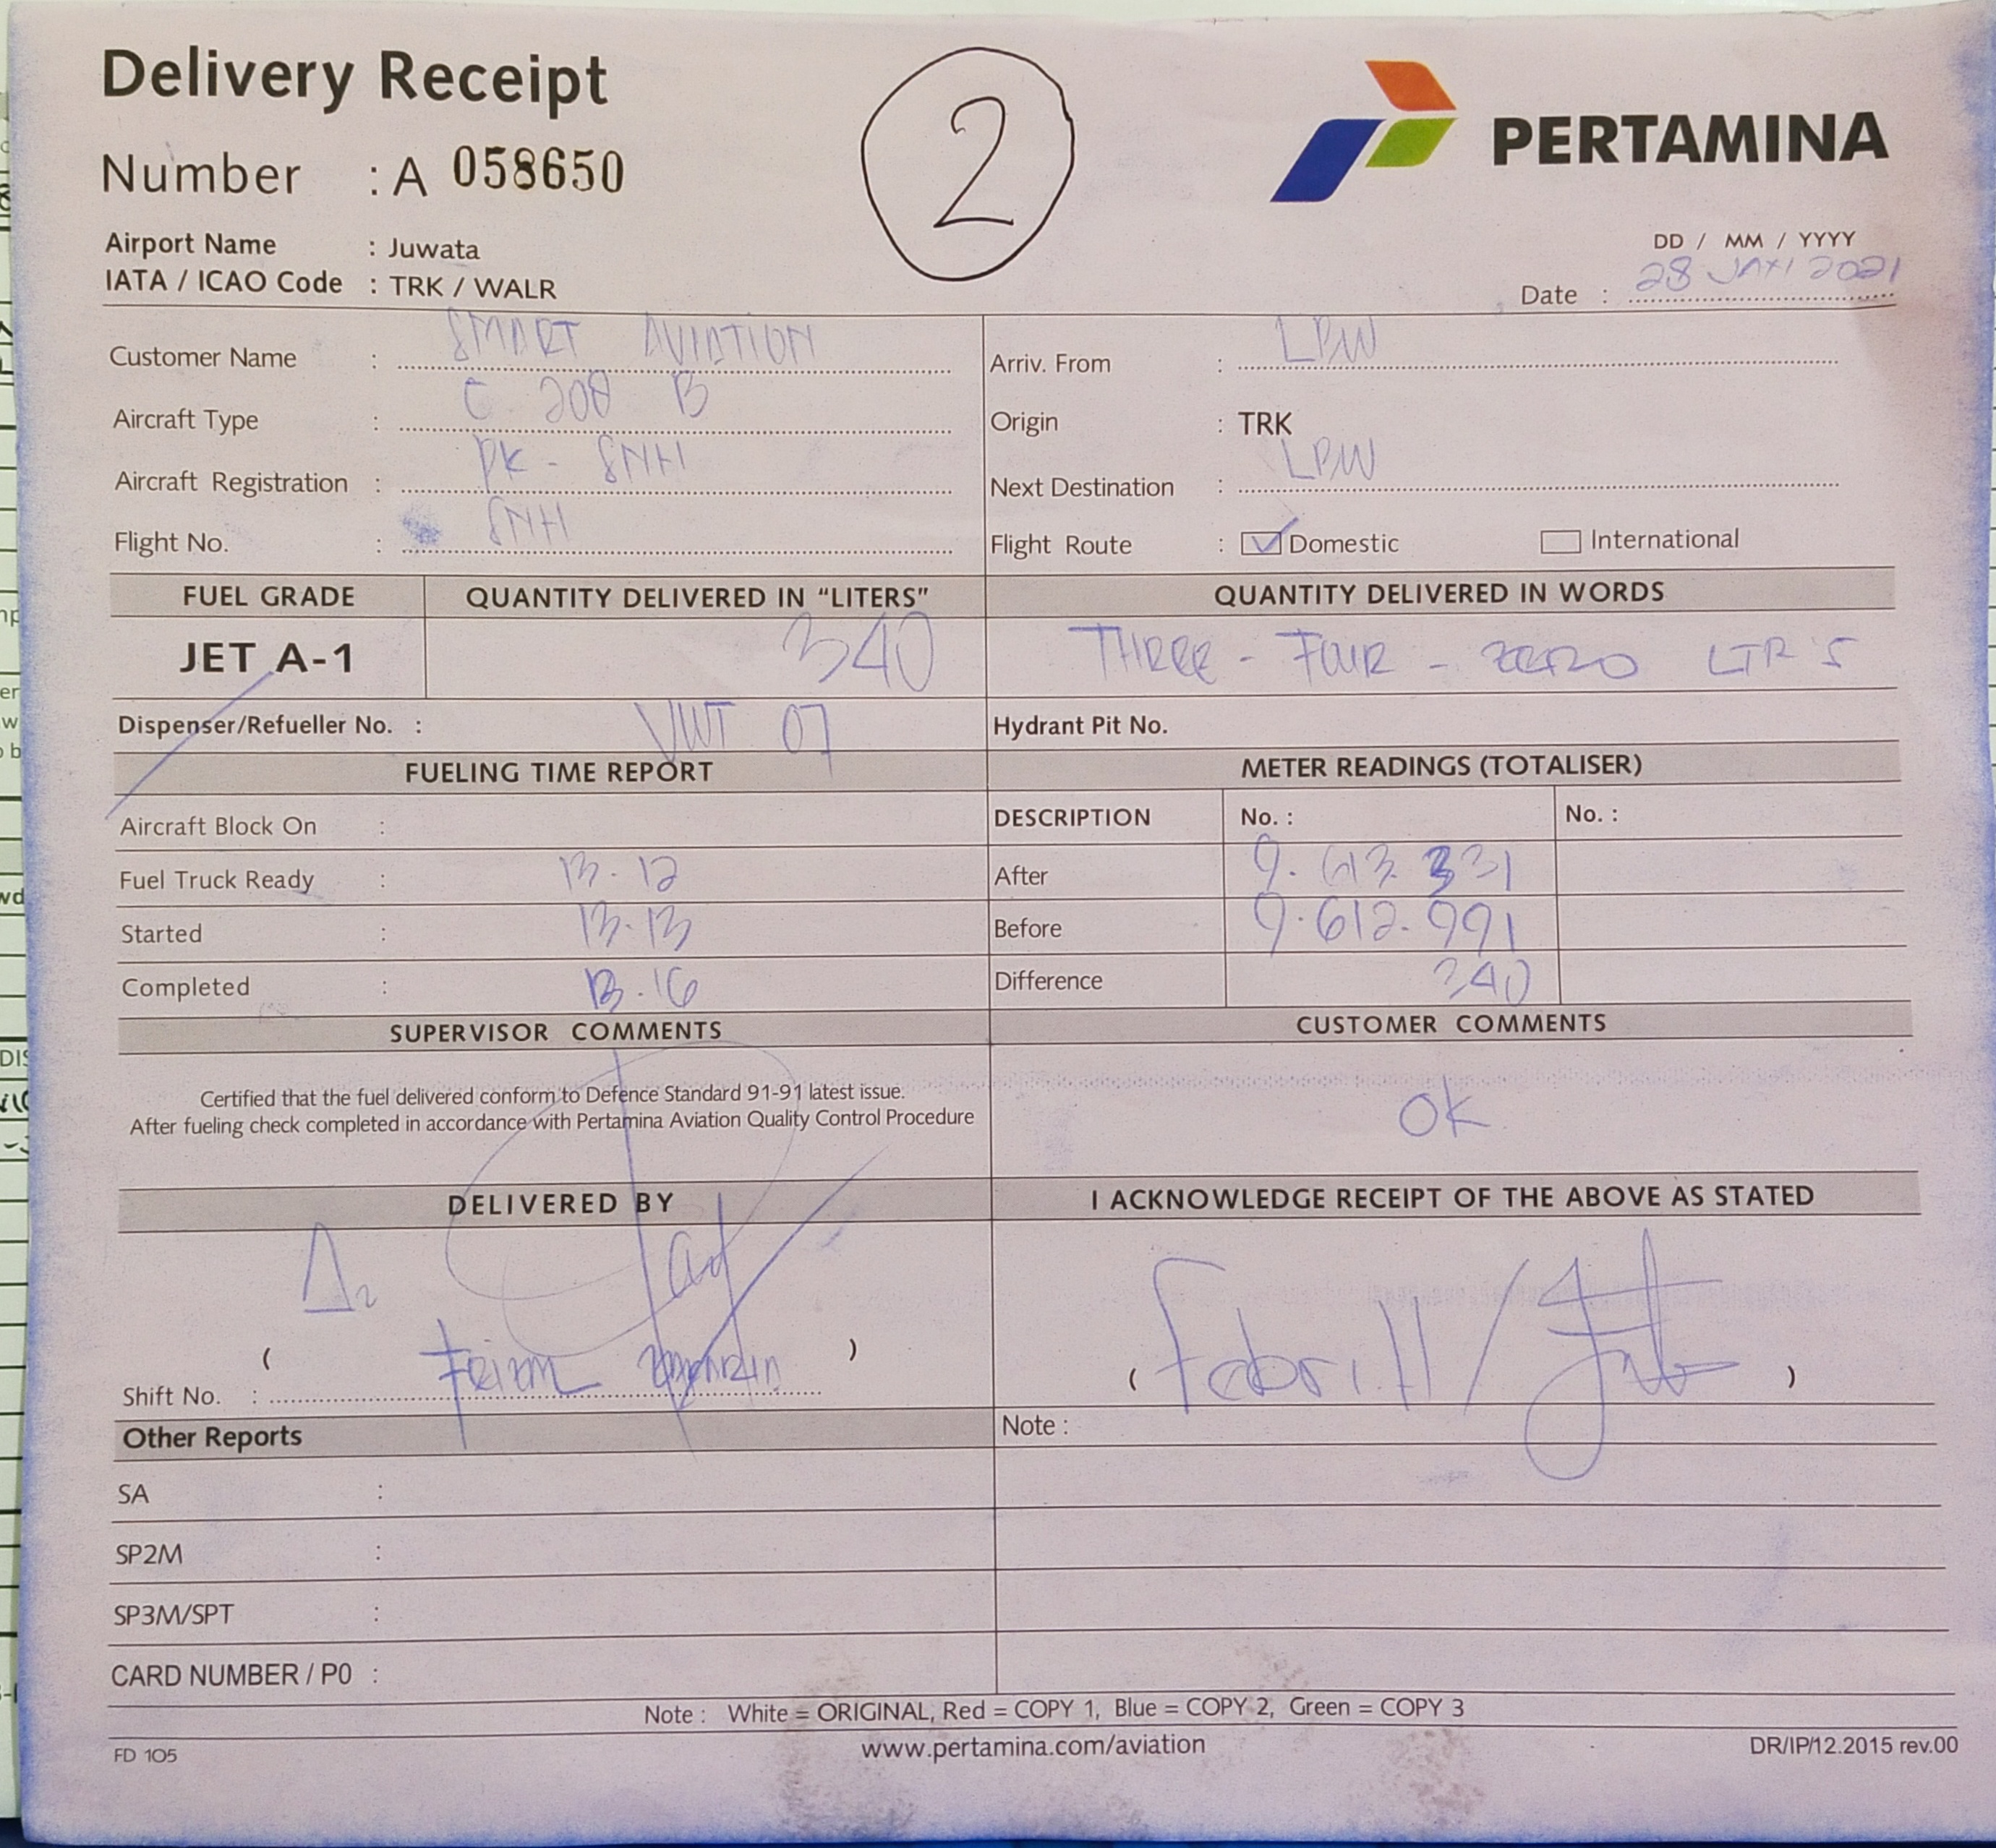 Delivery Receipt
2
PERTAMINA
Number : A 058650
Airport Name : Juwata
IATA / ICAO Code : TRK / WALR
DD / MM / YYYY
Date : 28 JAN 2021
Customer Name : SMART AVIATION
Arriv. From : LPW
Aircraft Type : C 208 B
Origin : TRK
Aircraft Registration : PK - SNH
Next Destination : LPW
Flight No. : SNH
Flight Route : Domestic International
FUEL GRADE QUANTITY DELIVERED IN “LITERS” QUANTITY DELIVERED IN WORDS
JET A-1 340 THREE - FOUR - ZERO LTR'S
Dispenser/Refueller No. : VWT 07 Hydrant Pit No.
FUELING TIME REPORT METER READINGS (TOTALISER)
Aircraft Block On : DESCRIPTION No. : No. :
Fuel Truck Ready : 13.12 After 9.613.331
Started : 13.13 Before 9.612.991
Completed : 13.16 Difference 340
SUPERVISOR COMMENTS CUSTOMER COMMENTS
Certified that the fuel delivered conform to Defence Standard 91-91 latest issue.
After fueling check completed in accordance with Pertamina Aviation Quality Control Procedure
OK
DELIVERED BY I ACKNOWLEDGE RECEIPT OF THE ABOVE AS STATED
( ) ( Febrill / )
Shift No. :
Other Reports Note :
SA :
SP2M :
SP3M/SPT :
CARD NUMBER / P0 :
Note : White = ORIGINAL, Red = COPY 1, Blue = COPY 2, Green = COPY 3
FD 105 www.pertamina.com/aviation DR/IP/12.2015 rev.00